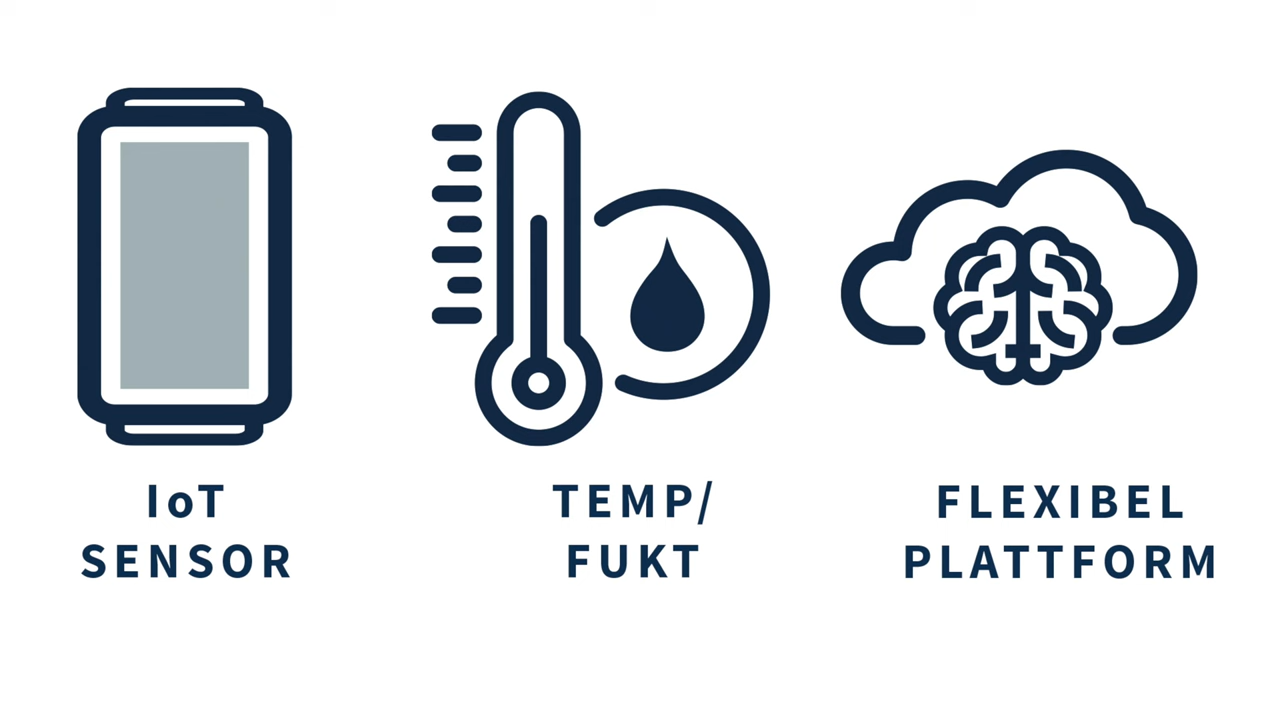 IoT
SENSOR
TEMP/
FUKT
FLEXIBEL
PLATTFORM